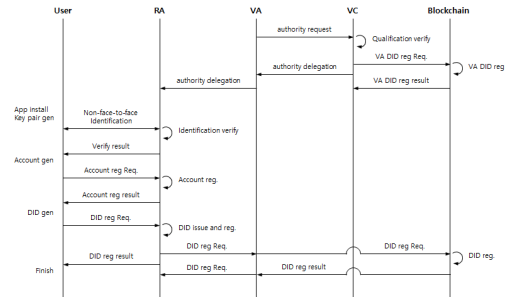 User RA VA VC Blockchain
authority request
Qualification verify
VA DID reg Req.
VA DID reg
authority delegation
authority delegation
VA DID reg result
App install
Key pair gen
Non-face-to-face
Identification
Identification verify
Verify result
Account gen
Account reg Req.
Account reg.
Account reg result
DID gen
DID reg Req.
DID issue and reg.
DID reg Req.
DID reg Req.
DID reg result
DID reg.
Finish
DID reg Req.
DID reg result